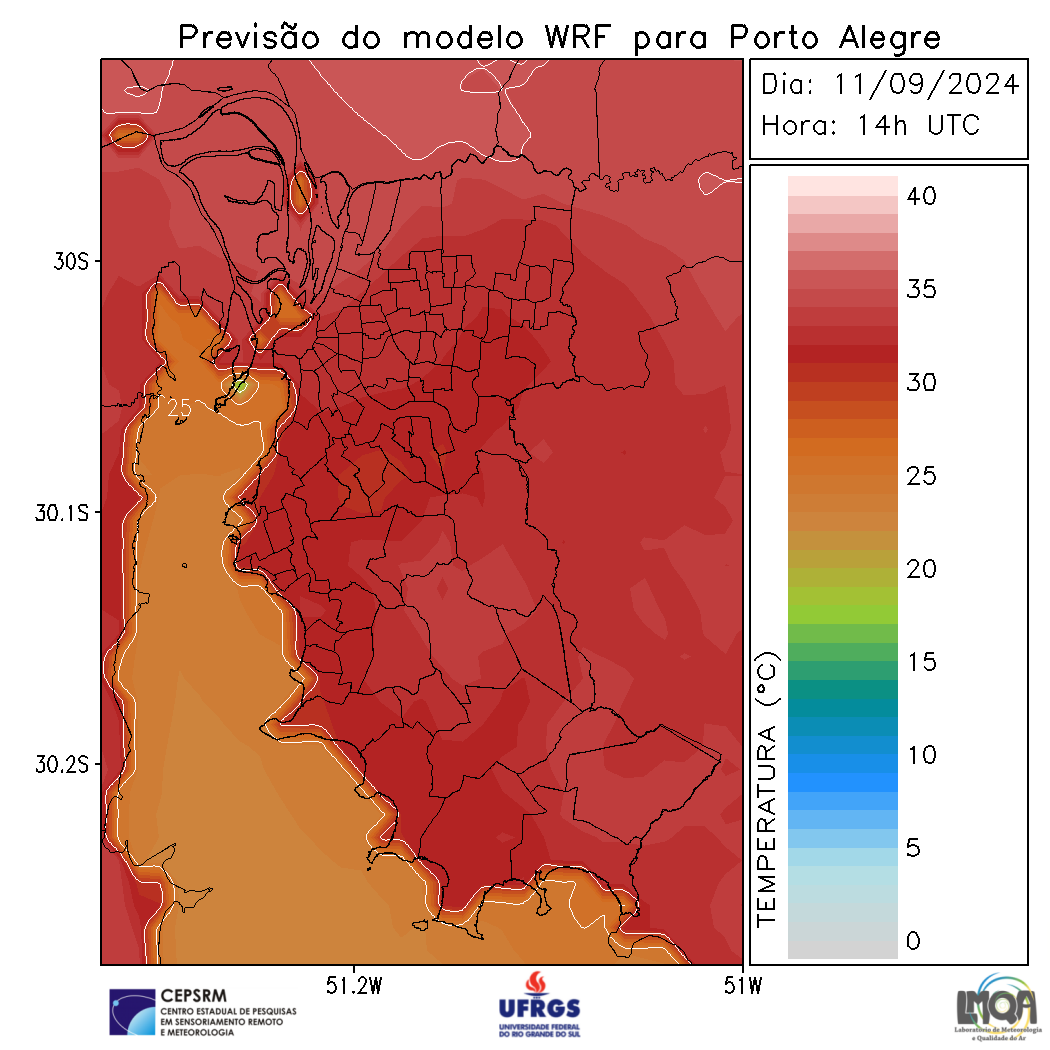 Previsão do modelo WRF para Porto Alegre
Dia: 11/09/2024
Hora: 14h UTC
40
35
30
25
20
15
10
5
0
TEMPERATURA (°C)
30S
30.1S
30.2S
25
51.2W
51W
CEPSRM
CENTRO ESTADUAL DE PESQUISAS
EM SENSORIAMENTO REMOTO
E METEOROLOGIA
UFRGS
UNIVERSIDADE FEDERAL
DO RIO GRANDE DO SUL
LMQA
Laboratório de Meteorologia
e Qualidade do Ar